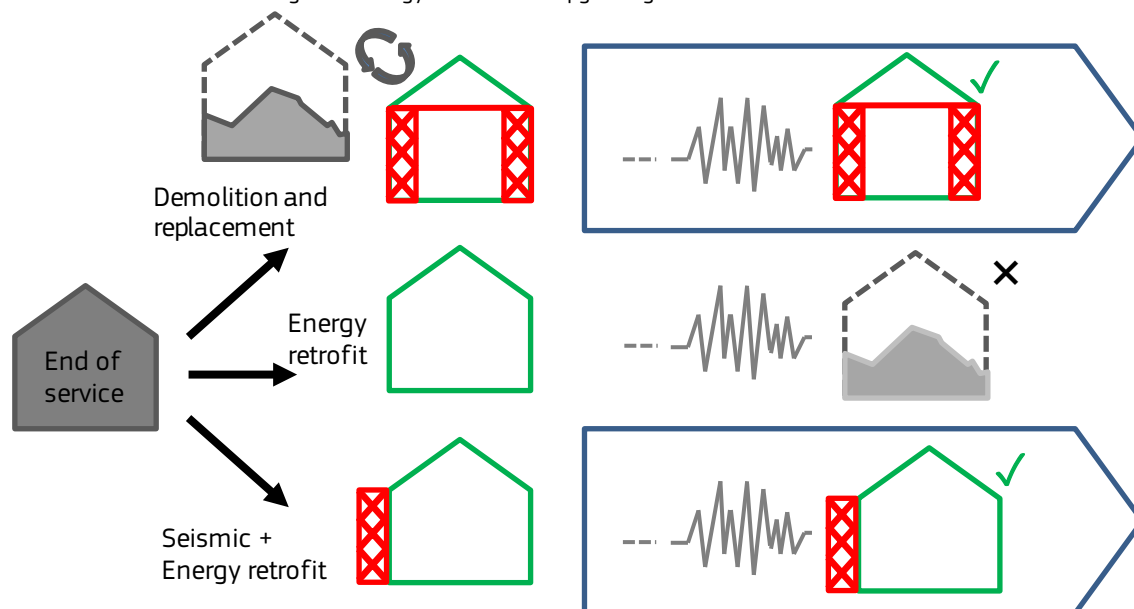 Demolition and
replacement
Energy
retrofit
End of
service
Seismic +
Energy retrofit